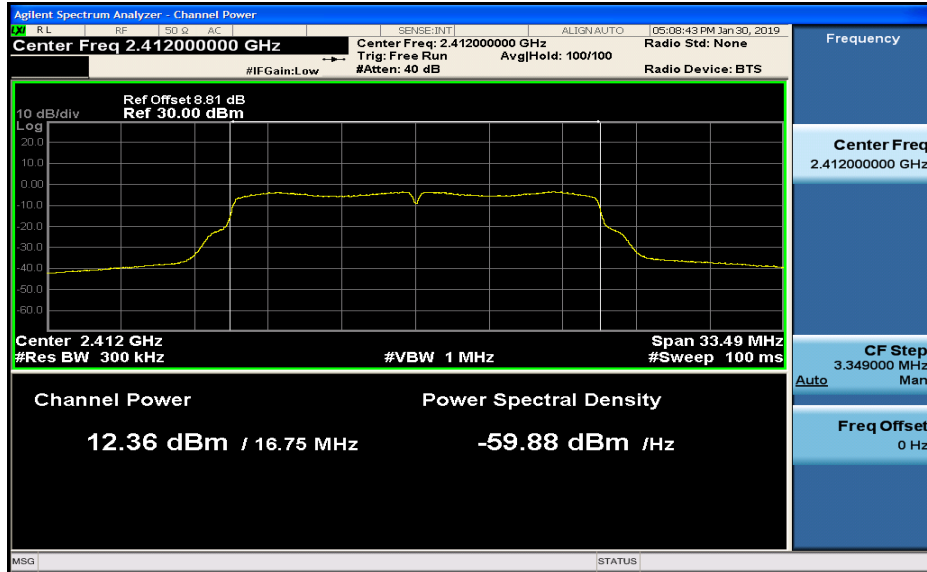 Agilent Spectrum Analyzer - Channel Power
LXI RL RF 50 Ω AC SENSE:INT ALIGNAUTO 05:08:43 PM Jan 30, 2019
Center Freq 2.412000000 GHz
Center Freq: 2.412000000 GHz
Radio Std: None
Trig: Free Run Avg|Hold: 100/100
#IFGain:Low
#Atten: 40 dB
Radio Device: BTS
Ref Offset 8.81 dB
10 dB/div Ref 30.00 dBm
Log
20.0
10.0
0.00
-10.0
-20.0
-30.0
-40.0
-50.0
-60.0
Center 2.412 GHz Span 33.49 MHz
#Res BW 300 kHz #VBW 1 MHz #Sweep 100 ms
Channel Power
Power Spectral Density
12.36 dBm / 16.75 MHz
-59.88 dBm /Hz
MSG STATUS
Frequency
Center Freq
2.412000000 GHz
CF Step
3.349000 MHz
Auto Man
Freq Offset
0 Hz